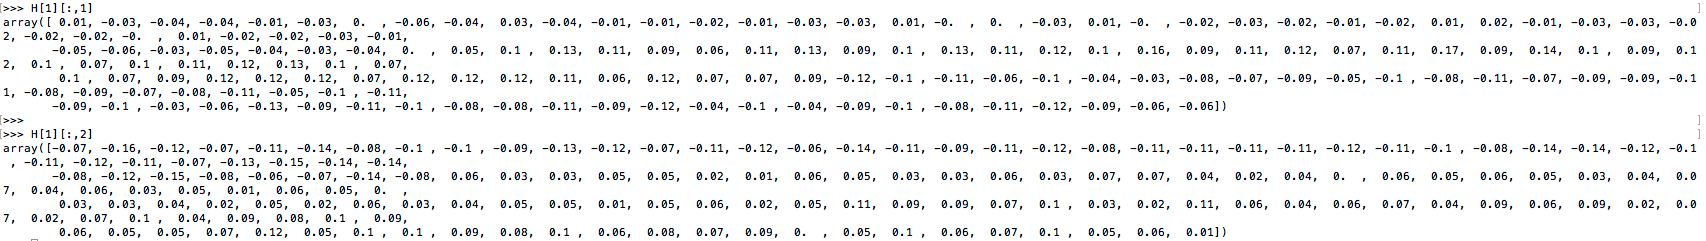 [>>> H[1][:,1]                                                                 ]
array([ 0.01, -0.03, -0.04, -0.04, -0.01, -0.03,  0.  , -0.06, -0.04,  0.03, -0.04, -0.01, -0.01, -0.02, -0.01, -0.03, -0.03,  0.01, -0.  ,  0.  , -0.03,  0.01, -0.  , -0.02, -0.03, -0.02, -0.01, -0.02,  0.01,  0.02, -0.01, -0.03, -0.03, -0.0
2, -0.02, -0.02, -0.  ,  0.01, -0.02, -0.02, -0.03, -0.01,
-0.05, -0.06, -0.03, -0.05, -0.04, -0.03, -0.04,  0.  ,  0.05,  0.1 ,  0.13,  0.11,  0.09,  0.06,  0.11,  0.13,  0.09,  0.1 ,  0.13,  0.11,  0.12,  0.1 ,  0.16,  0.09,  0.11,  0.12,  0.07,  0.11,  0.17,  0.09,  0.14,  0.1 ,  0.09,  0.1
2,  0.1 ,  0.07,  0.1 ,  0.11,  0.12,  0.13,  0.1 ,  0.07,
0.1 ,  0.07,  0.09,  0.12,  0.12,  0.12,  0.07,  0.12,  0.12,  0.12,  0.11,  0.06,  0.12,  0.07,  0.07,  0.09, -0.12, -0.1 , -0.11, -0.06, -0.1 , -0.04, -0.03, -0.08, -0.07, -0.09, -0.05, -0.1 , -0.08, -0.11, -0.07, -0.09, -0.09, -0.1
1, -0.08, -0.09, -0.07, -0.08, -0.11, -0.05, -0.1 , -0.11,
-0.09, -0.1 , -0.03, -0.06, -0.13, -0.09, -0.11, -0.1 , -0.08, -0.08, -0.11, -0.09, -0.12, -0.04, -0.1 , -0.04, -0.09, -0.1 , -0.08, -0.11, -0.12, -0.09, -0.06, -0.06])
[>>>                                                                 ]
[>>> H[1][:,2]                                                                 ]
array([-0.07, -0.16, -0.12, -0.07, -0.11, -0.14, -0.08, -0.1 , -0.1 , -0.09, -0.13, -0.12, -0.07, -0.11, -0.12, -0.06, -0.14, -0.11, -0.09, -0.11, -0.12, -0.08, -0.11, -0.11, -0.11, -0.11, -0.12, -0.11, -0.1 , -0.08, -0.14, -0.14, -0.12, -0.1
, -0.11, -0.12, -0.11, -0.07, -0.13, -0.15, -0.14, -0.14,
-0.08, -0.12, -0.15, -0.08, -0.06, -0.07, -0.14, -0.08,  0.06,  0.03,  0.03,  0.05,  0.05,  0.02,  0.01,  0.06,  0.05,  0.03,  0.03,  0.06,  0.03,  0.07,  0.07,  0.04,  0.02,  0.04,  0.  ,  0.06,  0.05,  0.06,  0.05,  0.03,  0.04,  0.0
7,  0.04,  0.06,  0.03,  0.05,  0.01,  0.06,  0.05,  0.  ,
0.03,  0.03,  0.04,  0.02,  0.05,  0.02,  0.06,  0.03,  0.04,  0.05,  0.05,  0.01,  0.05,  0.06,  0.02,  0.05,  0.11,  0.09,  0.09,  0.07,  0.1 ,  0.03,  0.02,  0.11,  0.06,  0.04,  0.06,  0.07,  0.04,  0.09,  0.06,  0.09,  0.02,  0.0
7,  0.02,  0.07,  0.1 ,  0.04,  0.09,  0.08,  0.1 ,  0.09,
0.06,  0.05,  0.05,  0.07,  0.12,  0.05,  0.1 ,  0.1 ,  0.09,  0.08,  0.1 ,  0.06,  0.08,  0.07,  0.09,  0.  ,  0.05,  0.1 ,  0.06,  0.07,  0.1 ,  0.05,  0.06,  0.01])